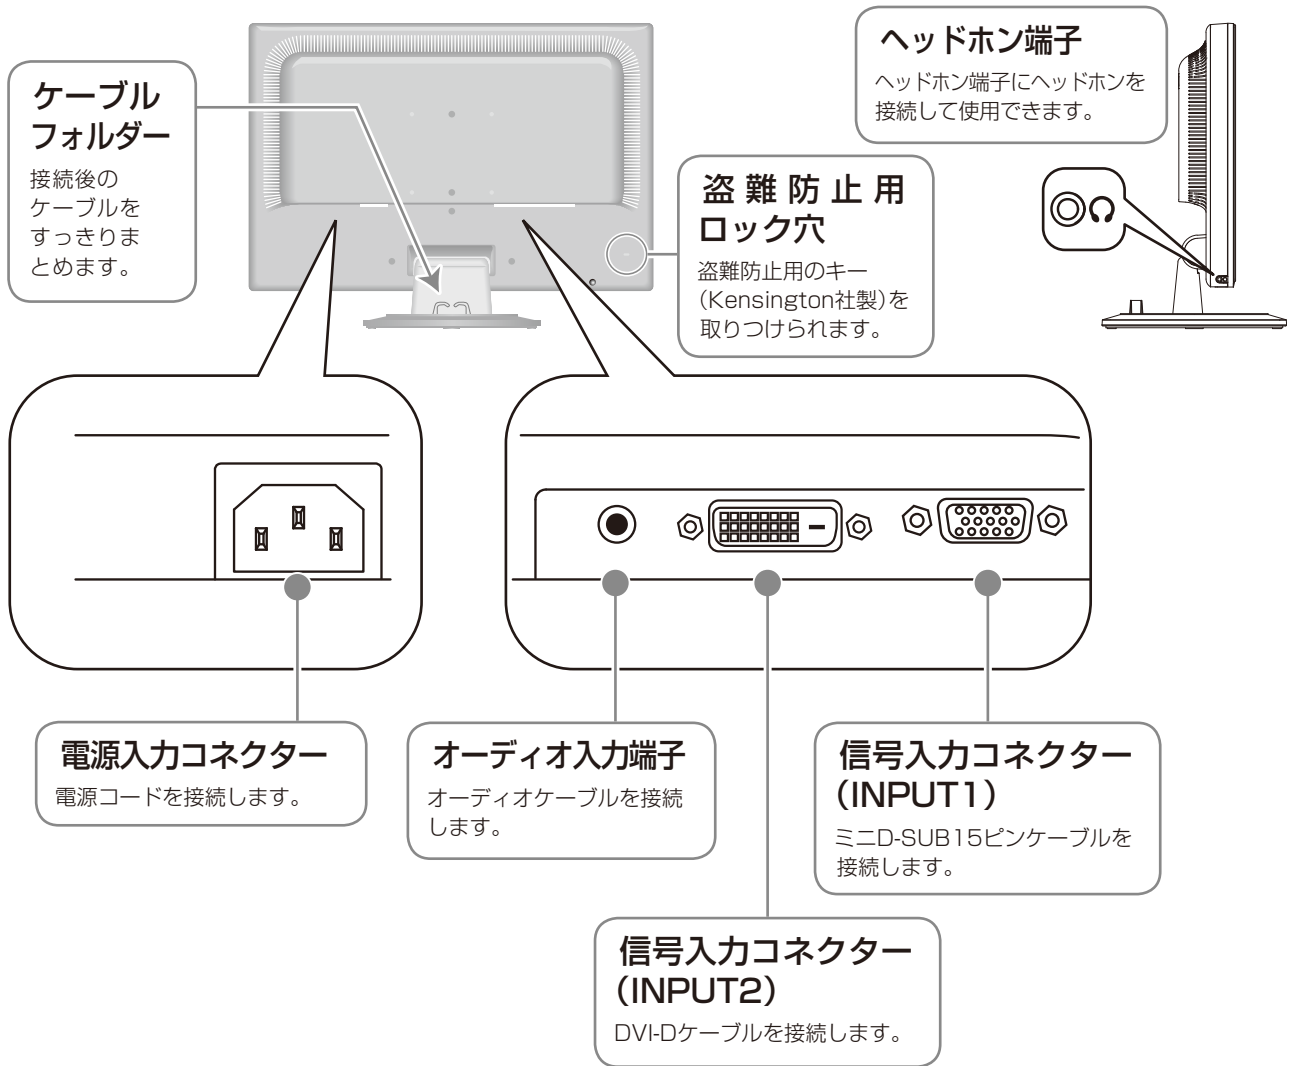 ケーブル
フォルダー
接続後の
ケーブルを
すっきりま
とめます。
ヘッドホン端子
ヘッドホン端子にヘッドホンを
接続して使用できます。
盗難防止用
ロック穴
盗難防止用のキー
（Kensington社製）を
取りつけられます。
電源入力コネクター
電源コードを接続します。
オーディオ入力端子
オーディオケーブルを接続
します。
信号入力コネクター
（INPUT1）
ミニD-SUB15ピンケーブルを
接続します。
信号入力コネクター
（INPUT2）
DVI-Dケーブルを接続します。